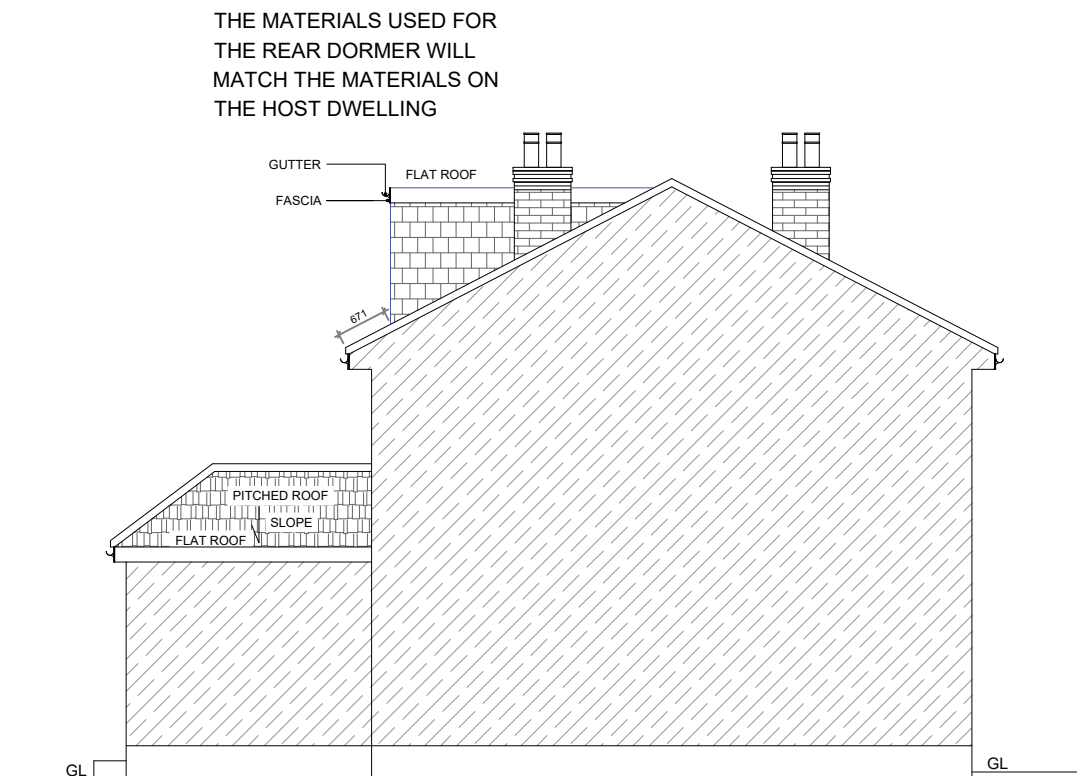 THE MATERIALS USED FOR
THE REAR DORMER WILL
MATCH THE MATERIALS ON
THE HOST DWELLING
GUTTER
FLAT ROOF
FASCIA
671
PITCHED ROOF
SLOPE
FLAT ROOF
GL
GL